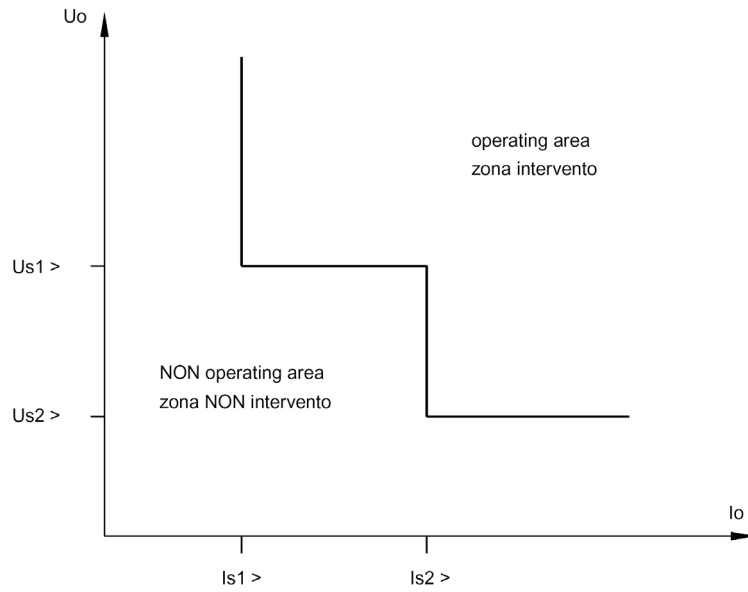 Uo
operating area
zona intervento
Us1 >
NON operating area
zona NON intervento
Us2 >
Io
Is1 >
Is2 >